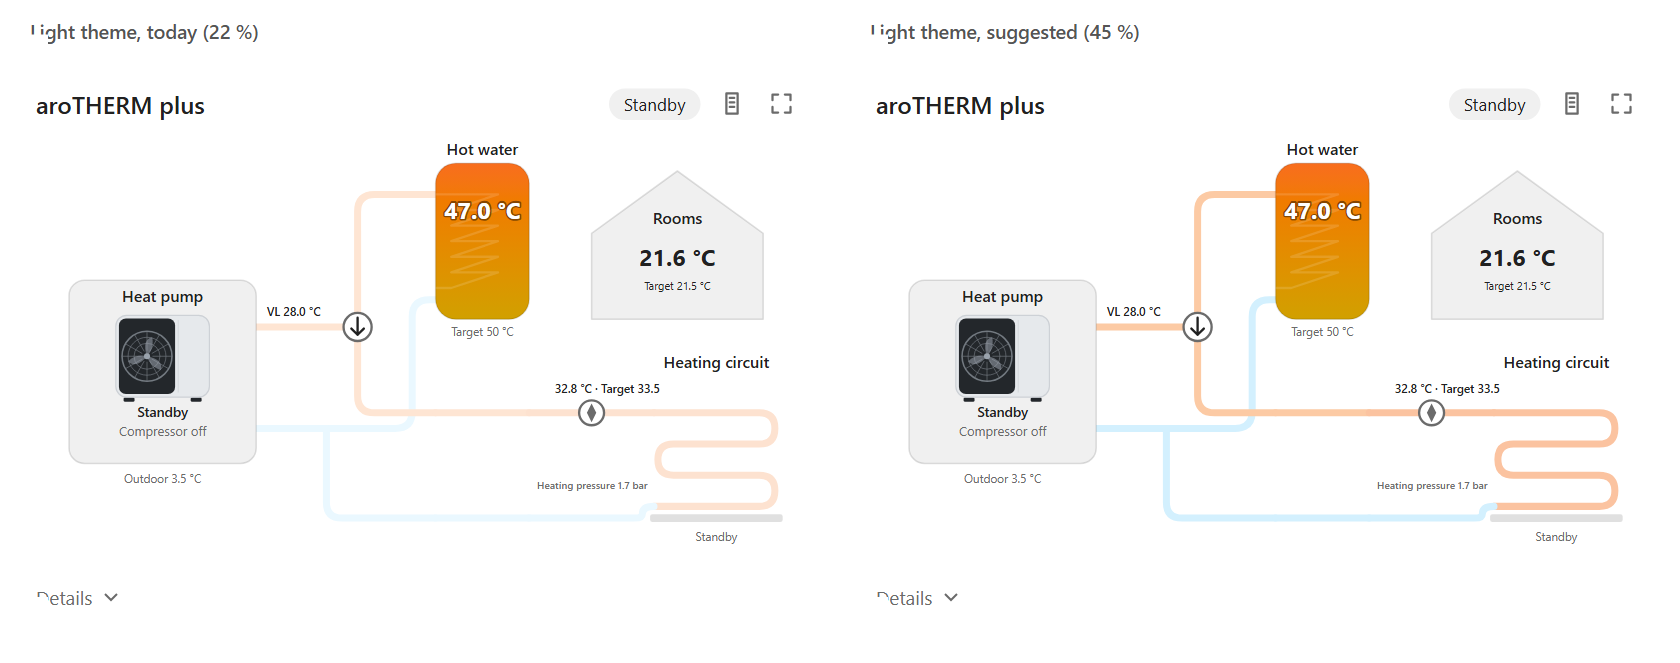 Light theme, today (22 %)
aroTHERM plus
Standby
Hot water
47.0 °C
Target 50 °C
Rooms
21.6 °C
Target 21.5 °C
Heat pump
Standby
Compressor off
Outdoor 3.5 °C
VL 28.0 °C
Heating circuit
32.8 °C · Target 33.5
Heating pressure 1.7 bar
Standby
Details
Light theme, suggested (45 %)
aroTHERM plus
Standby
Hot water
47.0 °C
Target 50 °C
Rooms
21.6 °C
Target 21.5 °C
Heat pump
Standby
Compressor off
Outdoor 3.5 °C
VL 28.0 °C
Heating circuit
32.8 °C · Target 33.5
Heating pressure 1.7 bar
Standby
Details